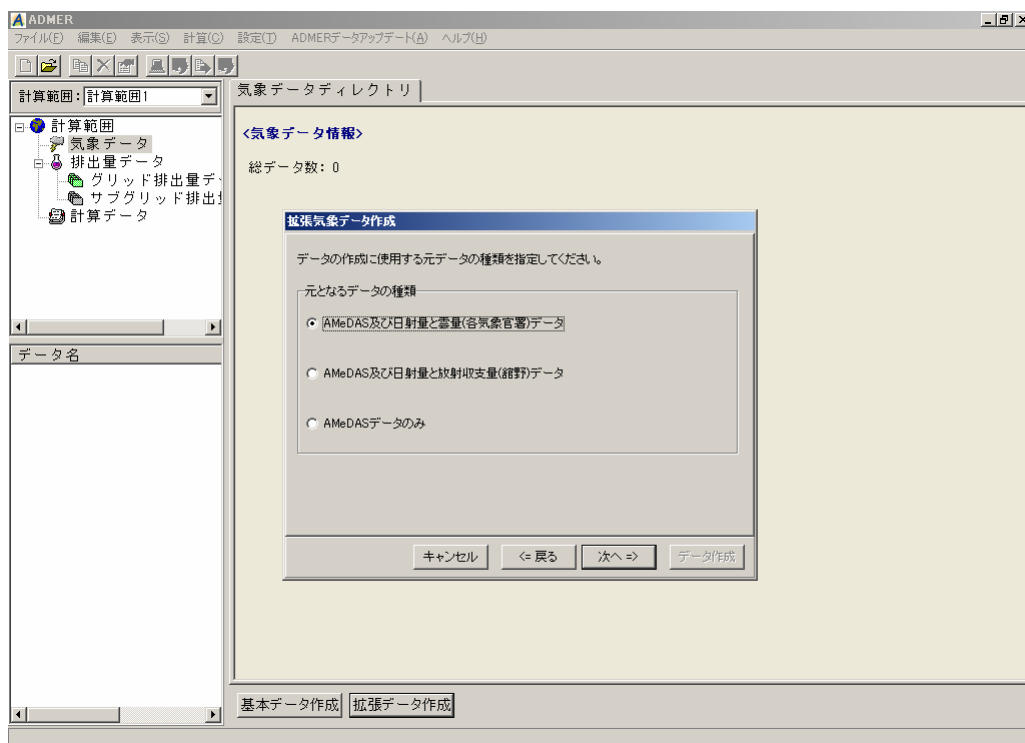 ADMER
ファイル(F) 編集(E) 表示(S) 計算(C) 設定(T) ADMERデータアップデート(A) ヘルプ(H)
計算範囲: 計算範囲1
計算範囲
気象データ
排出量データ
グリッド排出量デ
サブグリッド排出
計算データ
データ名
気象データディレクトリ
<気象データ情報>
総データ数: 0
拡張気象データ作成
データの作成に使用する元データの種類を指定してください。
元となるデータの種類
AMeDAS及び日射量と雲量(各気象官署)データ
AMeDAS及び日射量と放射収支量(舘野)データ
AMeDASデータのみ
キャンセル <= 戻る 次へ => データ作成
基本データ作成 拡張データ作成